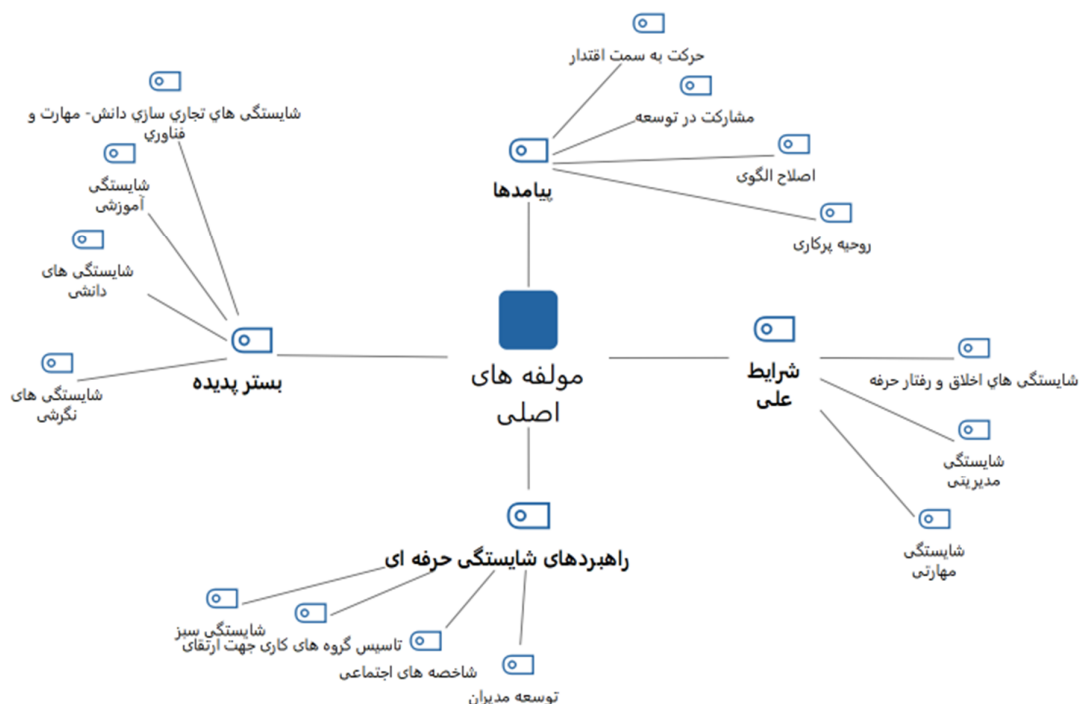 حرکت به سمت اقتدار
مشارکت در توسعه
اصلاح الگوی
روحیه پرکاری
پیامدها
شایستگی هاي تجاري سازي دانش- مهارت و
فناوري
شایستگی
آموزشی
شایستگی های
دانشی
شایستگی های
نگرشی
بستر پدیده
مولفه های
اصلی
شرایط
علی
شایستگی هاي اخلاق و رفتار حرفه
شایستگی
مدیریتی
شایستگی
مهارتی
راهبردهای شایستگی حرفه ای
شایستگی سبز
تاسیس گروه های کاری جهت ارتقای
شاخصه های اجتماعی
توسعه مدیران